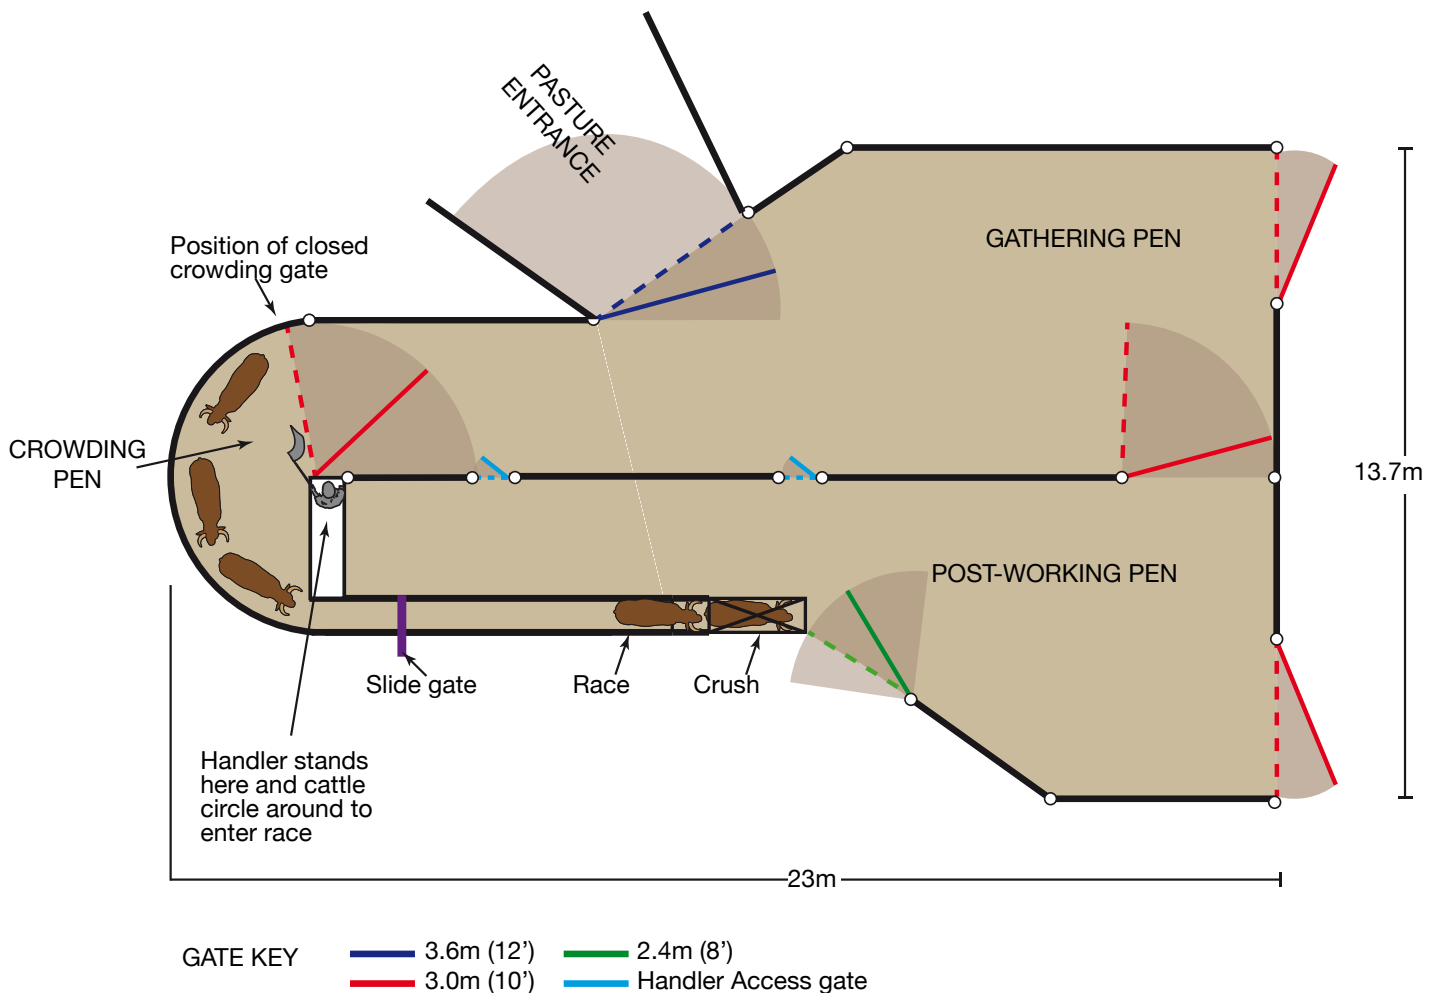 PASTURE
ENTRANCE
Position of closed
crowding gate
GATHERING PEN
CROWDING
PEN
13.7m
POST-WORKING PEN
Slide gate
Race
Crush
Handler stands
here and cattle
circle around to
enter race
23m
GATE KEY
3.6m (12’)
2.4m (8’)
3.0m (10’)
Handler Access gate